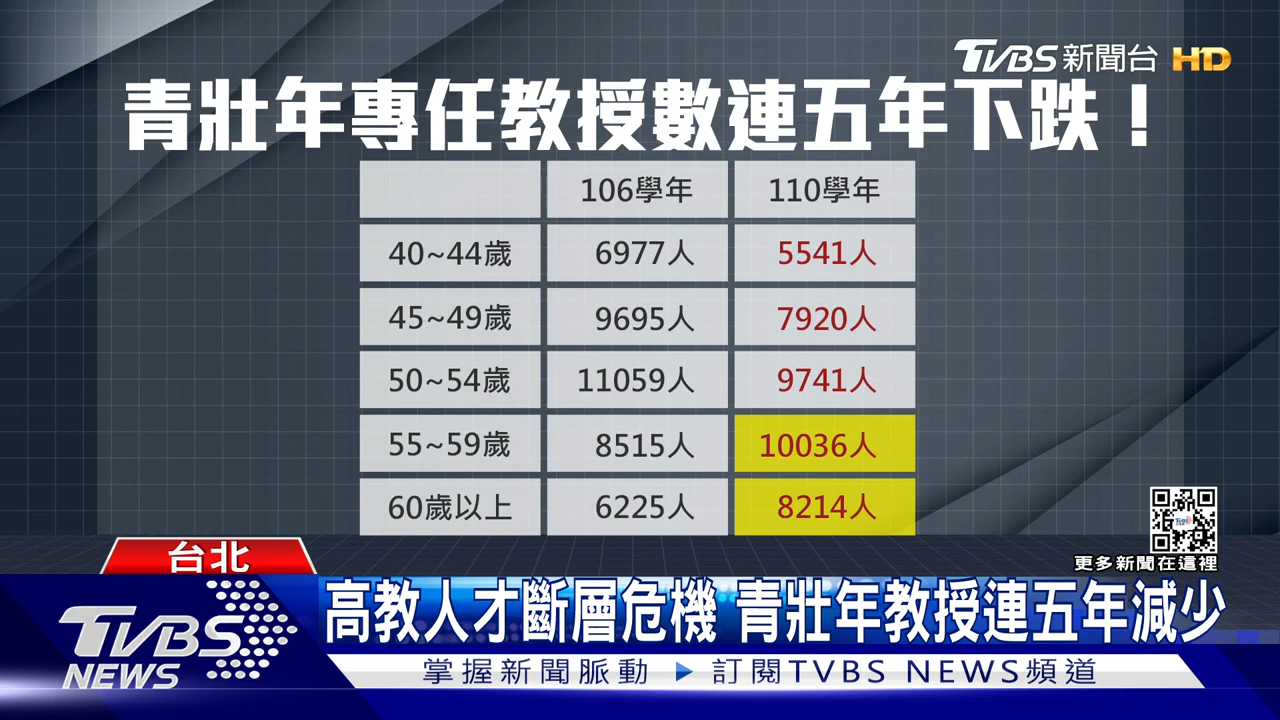 TVBS新聞台 HD
青壯年專任教授數連五年下跌！
106學年 110學年
40~44歲 6977人 5541人
45~49歲 9695人 7920人
50~54歲 11059人 9741人
55~59歲 8515人 10036人
60歲以上 6225人 8214人
TVBS
更多新聞在這裡
台北
高教人才斷層危機 青壯年教授連五年減少
TVBS NEWS
掌握新聞脈動 訂閱TVBS NEWS頻道